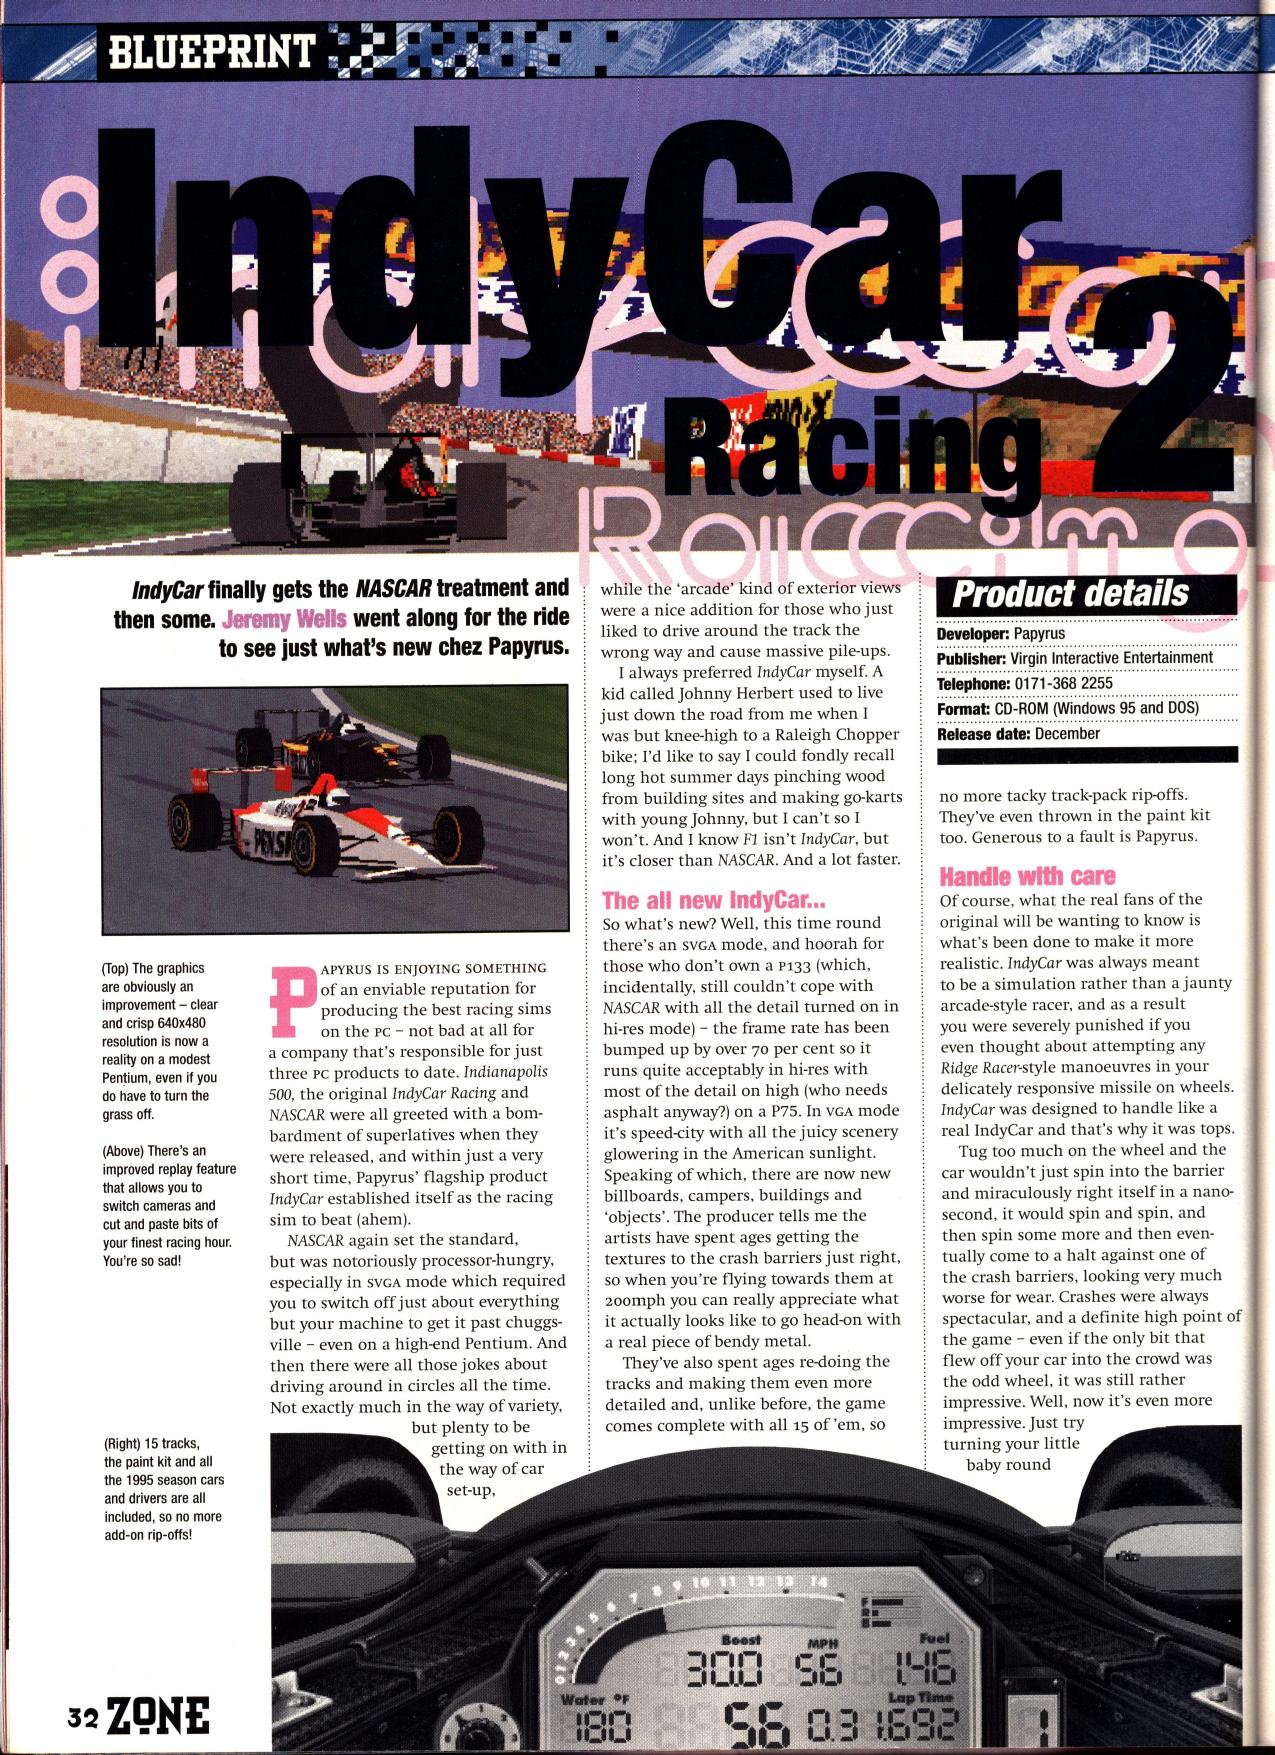 BLUEPRINT
IndyCar
Racing 2
IndyCar finally gets the NASCAR treatment and
then some. Jeremy Wells went along for the ride
to see just what's new chez Papyrus.
(Top) The graphics
are obviously an
improvement – clear
and crisp 640x480
resolution is now a
reality on a modest
Pentium, even if you
do have to turn the
grass off.
(Above) There's an
improved replay feature
that allows you to
switch cameras and
cut and paste bits of
your finest racing hour.
You're so sad!
(Right) 15 tracks,
the paint kit and all
the 1995 season cars
and drivers are all
included, so no more
add-on rip-offs!
PAPYRUS IS ENJOYING SOMETHING
of an enviable reputation for
producing the best racing sims
on the PC – not bad at all for
a company that's responsible for just
three PC products to date. Indianapolis
500, the original IndyCar Racing and
NASCAR were all greeted with a bom-
bardment of superlatives when they
were released, and within just a very
short time, Papyrus' flagship product
IndyCar established itself as the racing
sim to beat (ahem).
NASCAR again set the standard,
but was notoriously processor-hungry,
especially in SVGA mode which required
you to switch off just about everything
but your machine to get it past chuggs-
ville – even on a high-end Pentium. And
then there were all those jokes about
driving around in circles all the time.
Not exactly much in the way of variety,
but plenty to be
getting on with in
the way of car
set-up,
while the 'arcade' kind of exterior views
were a nice addition for those who just
liked to drive around the track the
wrong way and cause massive pile-ups.
I always preferred IndyCar myself. A
kid called Johnny Herbert used to live
just down the road from me when I
was but knee-high to a Raleigh Chopper
bike; I'd like to say I could fondly recall
long hot summer days pinching wood
from building sites and making go-karts
with young Johnny, but I can't so I
won't. And I know F1 isn't IndyCar, but
it's closer than NASCAR. And a lot faster.
The all new IndyCar...
So what's new? Well, this time round
there's an SVGA mode, and hoorah for
those who don't own a P133 (which,
incidentally, still couldn't cope with
NASCAR with all the detail turned on in
hi-res mode) – the frame rate has been
bumped up by over 70 per cent so it
runs quite acceptably in hi-res with
most of the detail on high (who needs
asphalt anyway?) on a P75. In VGA mode
it's speed-city with all the juicy scenery
glowering in the American sunlight.
Speaking of which, there are now new
billboards, campers, buildings and
'objects'. The producer tells me the
artists have spent ages getting the
textures to the crash barriers just right,
so when you're flying towards them at
200mph you can really appreciate what
it actually looks like to go head-on with
a real piece of bendy metal.
They've also spent ages re-doing the
tracks and making them even more
detailed and, unlike before, the game
comes complete with all 15 of 'em, so
Product details
Developer: Papyrus
Publisher: Virgin Interactive Entertainment
Telephone: 0171-368 2255
Format: CD-ROM (Windows 95 and DOS)
Release date: December
no more tacky track-pack rip-offs.
They've even thrown in the paint kit
too. Generous to a fault is Papyrus.
Handle with care
Of course, what the real fans of the
original will be wanting to know is
what's been done to make it more
realistic. IndyCar was always meant
to be a simulation rather than a jaunty
arcade-style racer, and as a result
you were severely punished if you
even thought about attempting any
Ridge Racer-style manoeuvres in your
delicately responsive missile on wheels.
IndyCar was designed to handle like a
real IndyCar and that's why it was tops.
Tug too much on the wheel and the
car wouldn't just spin into the barrier
and miraculously right itself in a nano-
second, it would spin and spin, and
then spin some more and then even-
tually come to a halt against one of
the crash barriers, looking very much
worse for wear. Crashes were always
spectacular, and a definite high point of
the game – even if the only bit that
flew off your car into the crowd was
the odd wheel, it was still rather
impressive. Well, now it's even more
impressive. Just try
turning your little
baby round
0 1 2 3 4 5 6 7 8 9 10 11 12 13 14
Boost MPH Fuel
30.0 56 1.46
Water °F Lap Time
180 56 0.3 1.692
1
32 ZONE